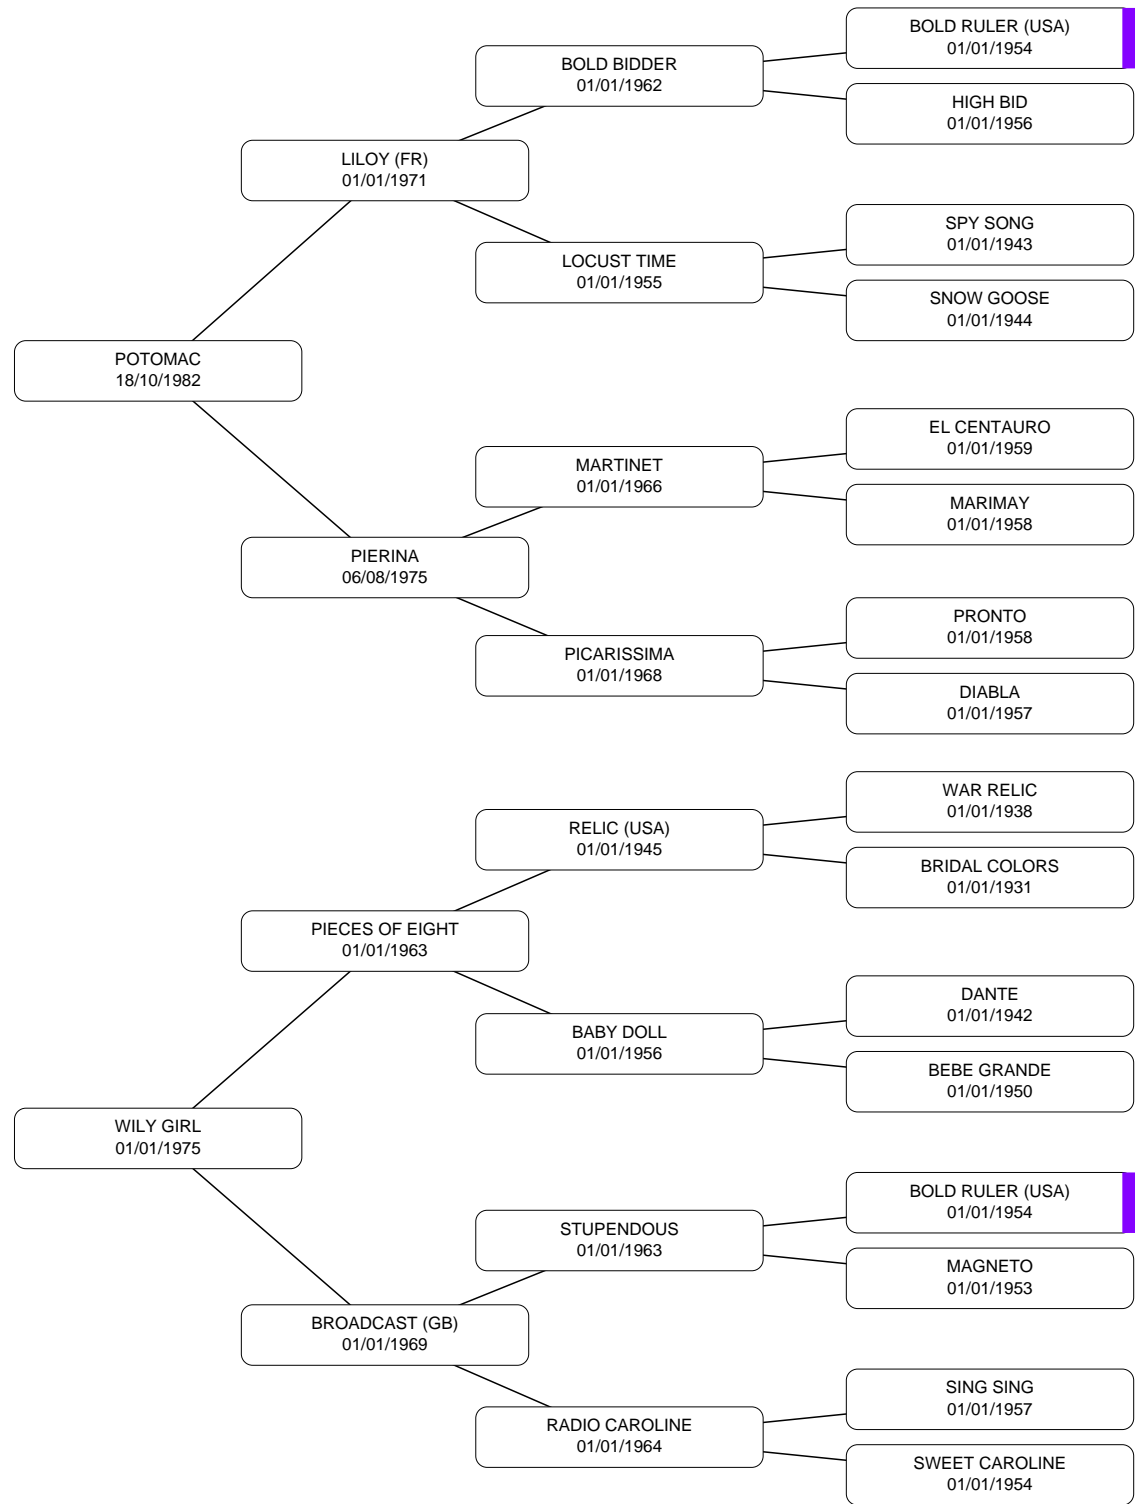 BOLD RULER (USA)
01/01/1954
BOLD BIDDER
01/01/1962
HIGH BID
01/01/1956
LILOY (FR)
01/01/1971
SPY SONG
01/01/1943
LOCUST TIME
01/01/1955
SNOW GOOSE
01/01/1944
POTOMAC
18/10/1982
EL CENTAURO
01/01/1959
MARTINET
01/01/1966
MARIMAY
01/01/1958
PIERINA
06/08/1975
PRONTO
01/01/1958
PICARISSIMA
01/01/1968
DIABLA
01/01/1957
WAR RELIC
01/01/1938
RELIC (USA)
01/01/1945
BRIDAL COLORS
01/01/1931
PIECES OF EIGHT
01/01/1963
DANTE
01/01/1942
BABY DOLL
01/01/1956
BEBE GRANDE
01/01/1950
WILY GIRL
01/01/1975
BOLD RULER (USA)
01/01/1954
STUPENDOUS
01/01/1963
MAGNETO
01/01/1953
BROADCAST (GB)
01/01/1969
SING SING
01/01/1957
RADIO CAROLINE
01/01/1964
SWEET CAROLINE
01/01/1954